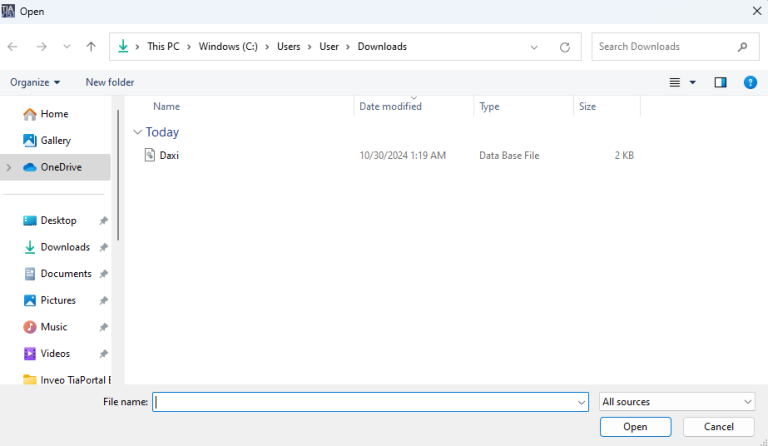 TIA
Open
This PC > Windows (C:) > Users > User > Downloads
Search Downloads
Organize
New folder
Name
Date modified
Type
Size
Home
Gallery
OneDrive
Desktop
Downloads
Documents
Pictures
Music
Videos
Inveo TiaPortal E
Today
Daxi
10/30/2024 1:19 AM
Data Base File
2 KB
File name:
All sources
Open
Cancel